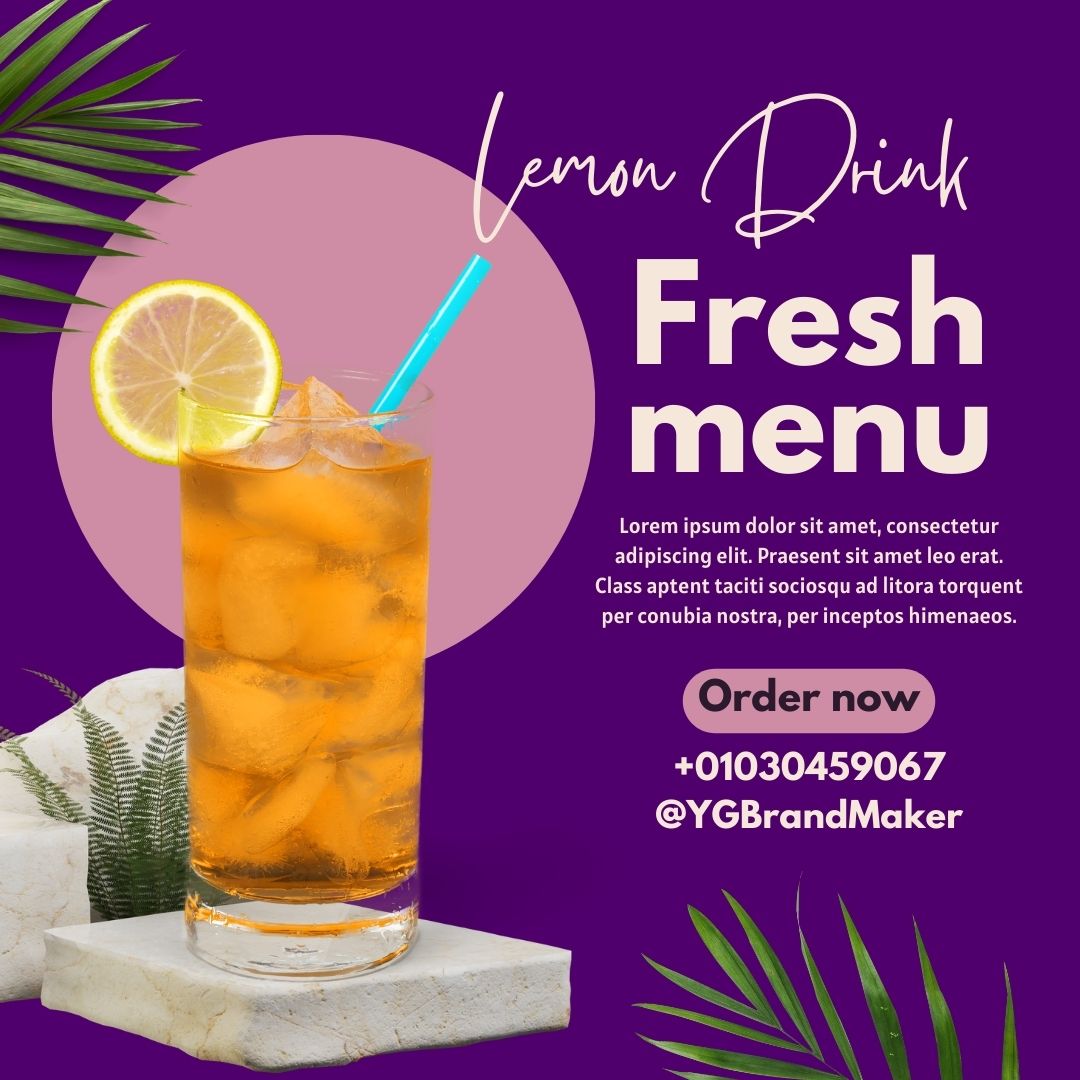 Lemon Drink
Fresh
menu
Lorem ipsum dolor sit amet, consectetur
adipiscing elit. Praesent sit amet leo erat.
Class aptent taciti sociosqu ad litora torquent
per conubia nostra, per inceptos himenaeos.
Order now
+01030459067
@YGBrandMaker